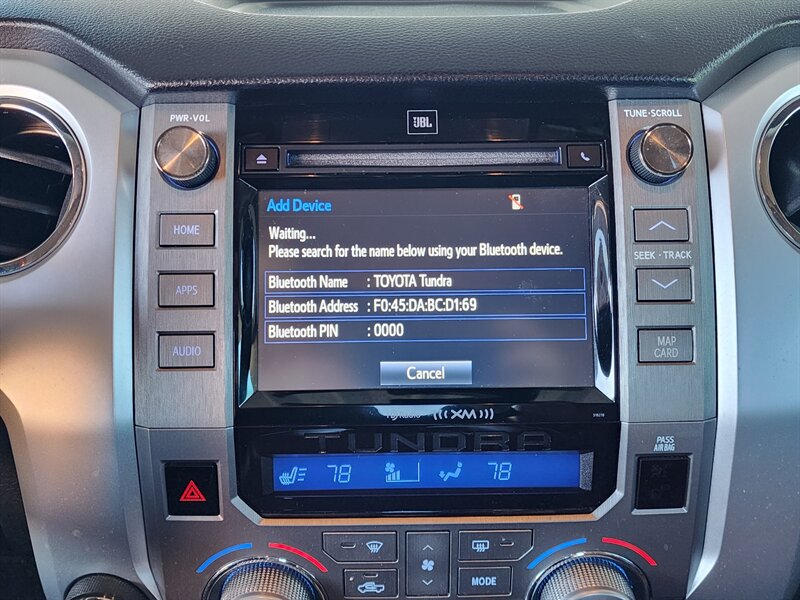 JBL
PWR·VOL
TUNE·SCROLL
Add Device
Waiting...
Please search for the name below using your Bluetooth device.
Bluetooth Name : TOYOTA Tundra
Bluetooth Address : F0:45:DA:BC:D1:69
Bluetooth PIN : 0000
Cancel
HOME
APPS
AUDIO
SEEK·TRACK
MAP
CARD
Radio (((XM)))
TUNDRA
78
78
PASS
AIR BAG
MODE